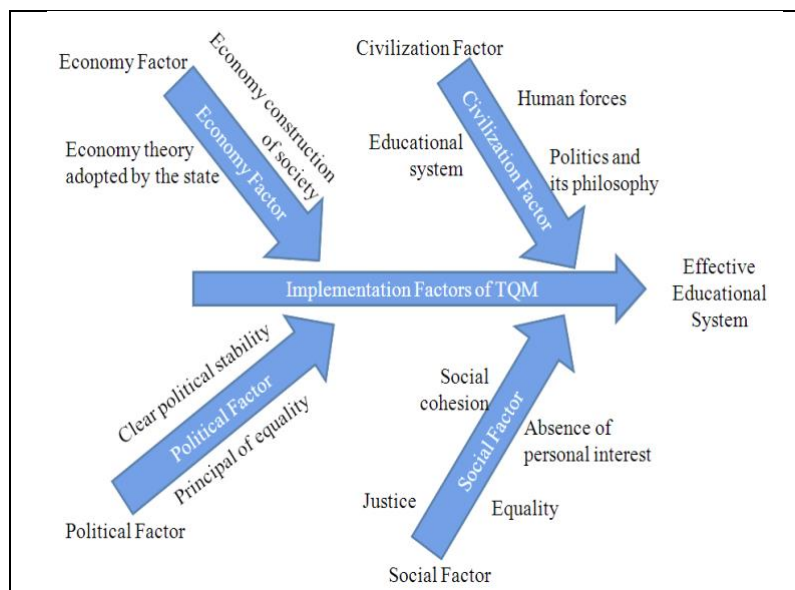 Economy Factor
Economy construction
of society
Economy Factor
Economy theory
adopted by the state
Civilization Factor
Human forces
Civilization Factor
Educational
system
Politics and
its philosophy
Implementation Factors of TQM
Effective
Educational
System
Clear political stability
Political Factor
Principal of equality
Political Factor
Social
cohesion
Social Factor
Absence of
personal interest
Justice
Equality
Social Factor